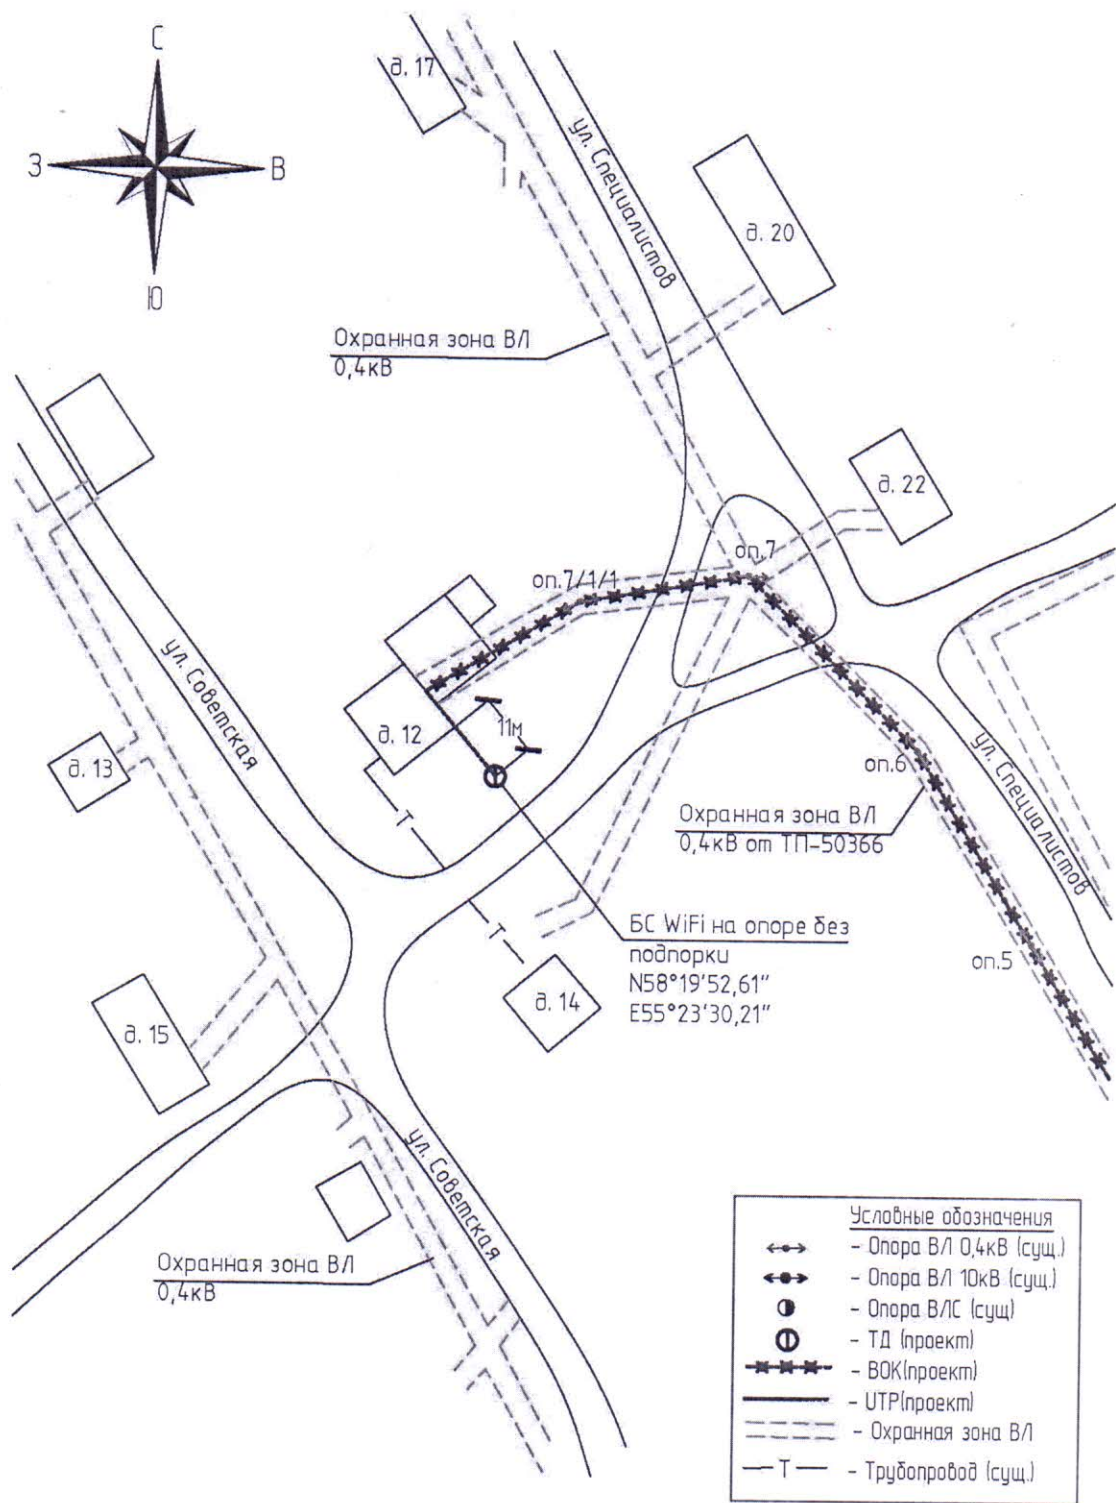 С
З
В
Ю
д. 17
ул. Специалистов
д. 20
Охранная зона ВЛ
0,4кВ
д. 22
оп.7
оп.7/1/1
ул. Советская
д. 12
11м
д. 13
оп.6
ул. Специалистов
Охранная зона ВЛ
0,4кВ от ТП-50366
Т
Т
БС WiFi на опоре без
подпорки
N58°19'52,61"
E55°23'30,21"
оп.5
д. 14
д. 15
ул. Советская
Охранная зона ВЛ
0,4кВ
Условные обозначения
- Опора ВЛ 0,4кВ (сущ.)
- Опора ВЛ 10кВ (сущ.)
- Опора ВЛС (сущ)
- ТД (проект)
- ВОК(проект)
- UTP(проект)
- Охранная зона ВЛ
Т - Трубопровод (сущ.)